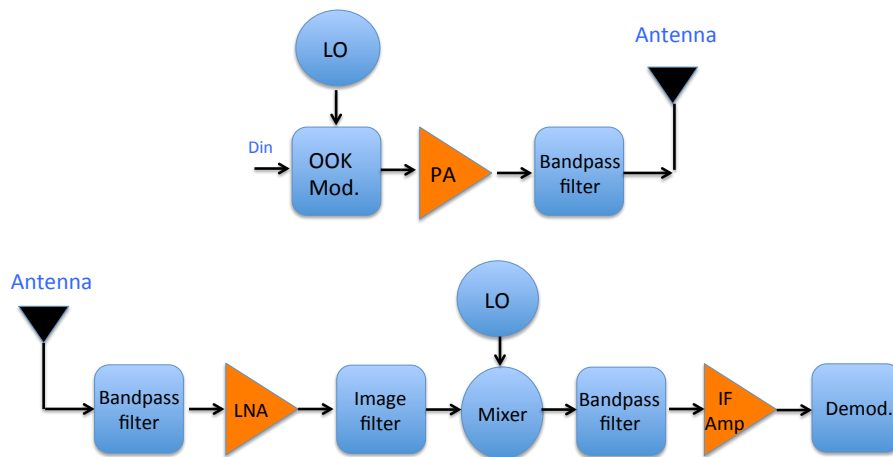 LO
Antenna
Din
OOK
Mod.
PA
Bandpass
filter
Antenna
LO
Bandpass
filter
LNA
Image
filter
Mixer
Bandpass
filter
IF
Amp
Demod.